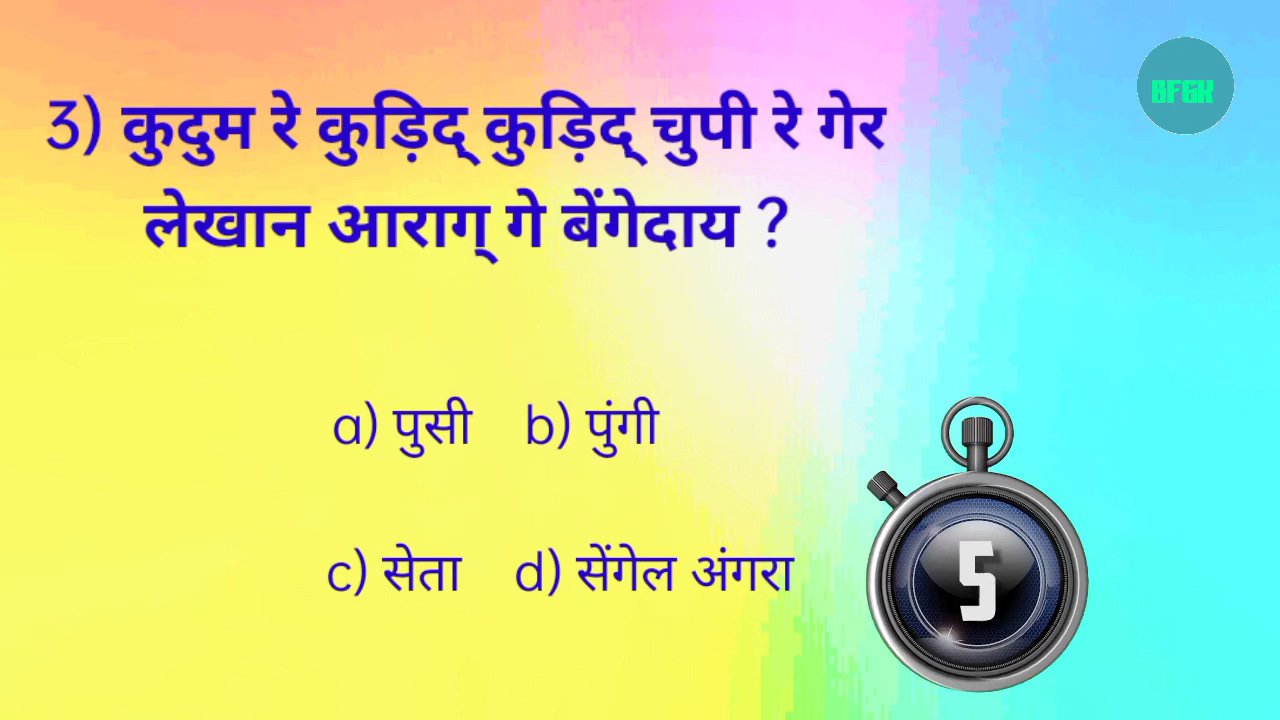 BFGK
3) कुदुम रे कुड़िद् कुड़िद् चुपी रे गेर
लेखान आराग् गे बेंगेदाय ?
a) पुसी b) पुंगी
c) सेता d) सेंगेल अंगरा
5